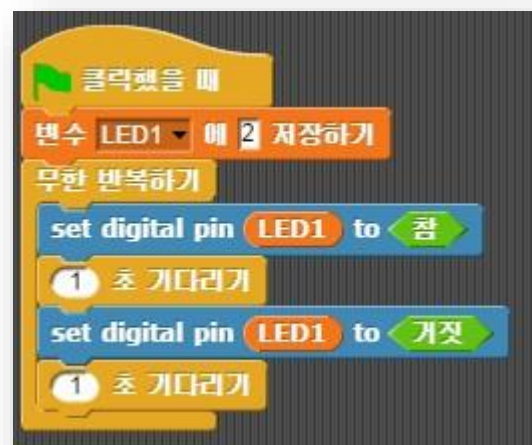 클릭했을 때
변수 LED1 에 2 저장하기
무한 반복하기
set digital pin LED1 to 참
1 초 기다리기
set digital pin LED1 to 거짓
1 초 기다리기